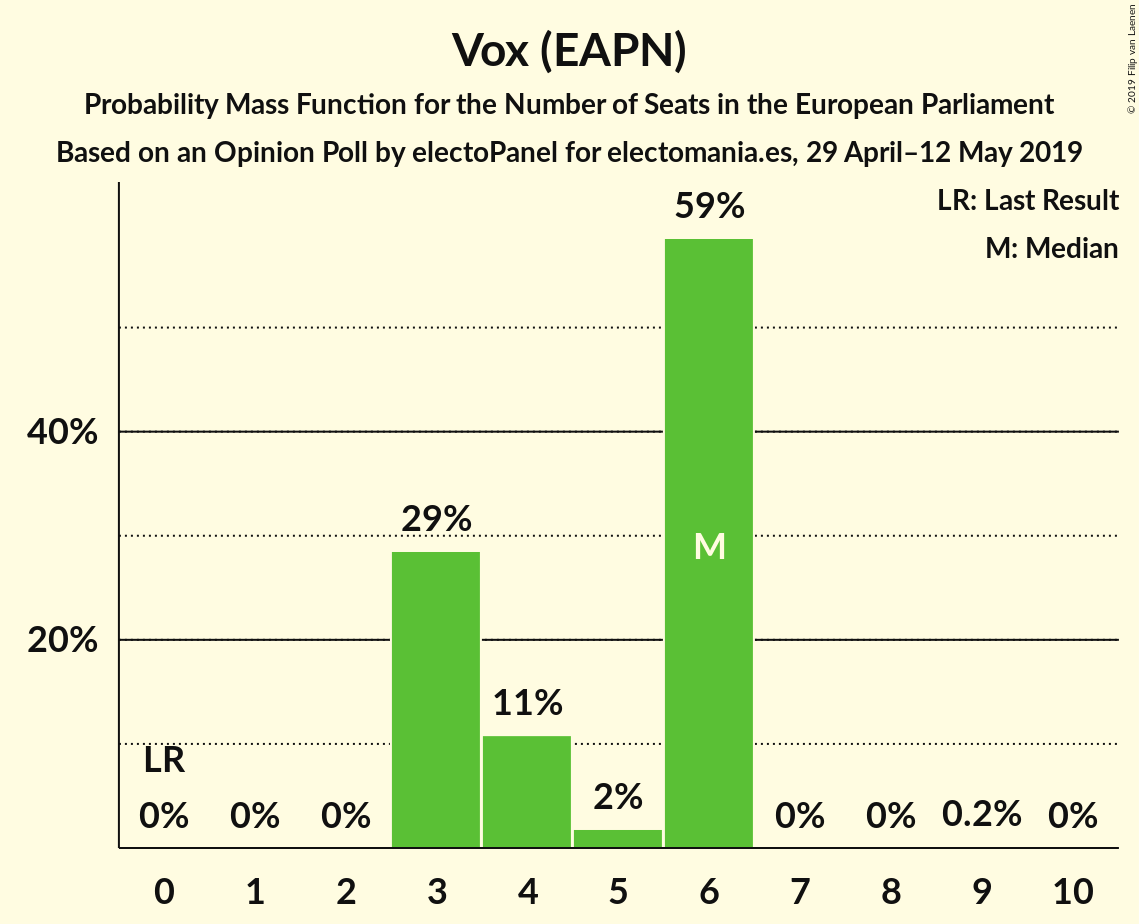 Vox (EAPN)
Probability Mass Function for the Number of Seats in the European Parliament
Based on an Opinion Poll by electoPanel for electomania.es, 29 April–12 May 2019
© 2019 Filip van Laenen
LR: Last Result
M: Median
59%
40%
29%
M
20%
11%
LR
2%
0% 0% 0% 0% 0% 0.2% 0%
0 1 2 3 4 5 6 7 8 9 10